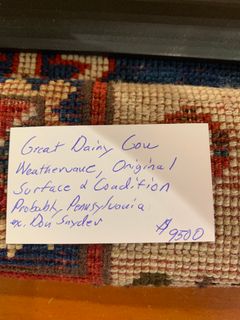 Great Dairy Cow
Weathervane, Original
Surface & Condition
Probably Pennsylvania
ex. Don Snyder
$9500